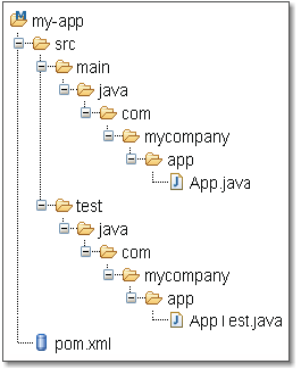 my-app
src
main
java
com
mycompany
app
App.java
test
java
com
mycompany
app
AppTest.java
pom.xml